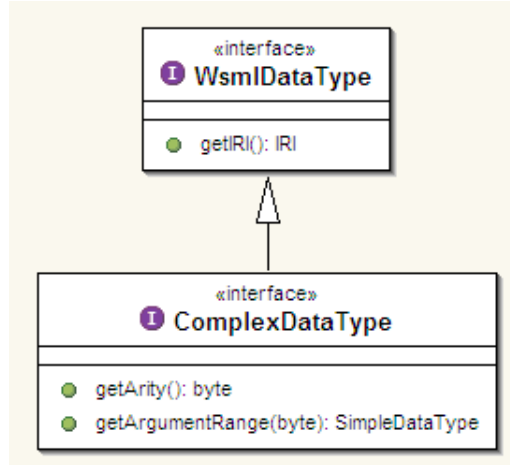 «interface»
I WsmlDataType
getIRI(): IRI
«interface»
I ComplexDataType
getArity(): byte
getArgumentRange(byte): SimpleDataType